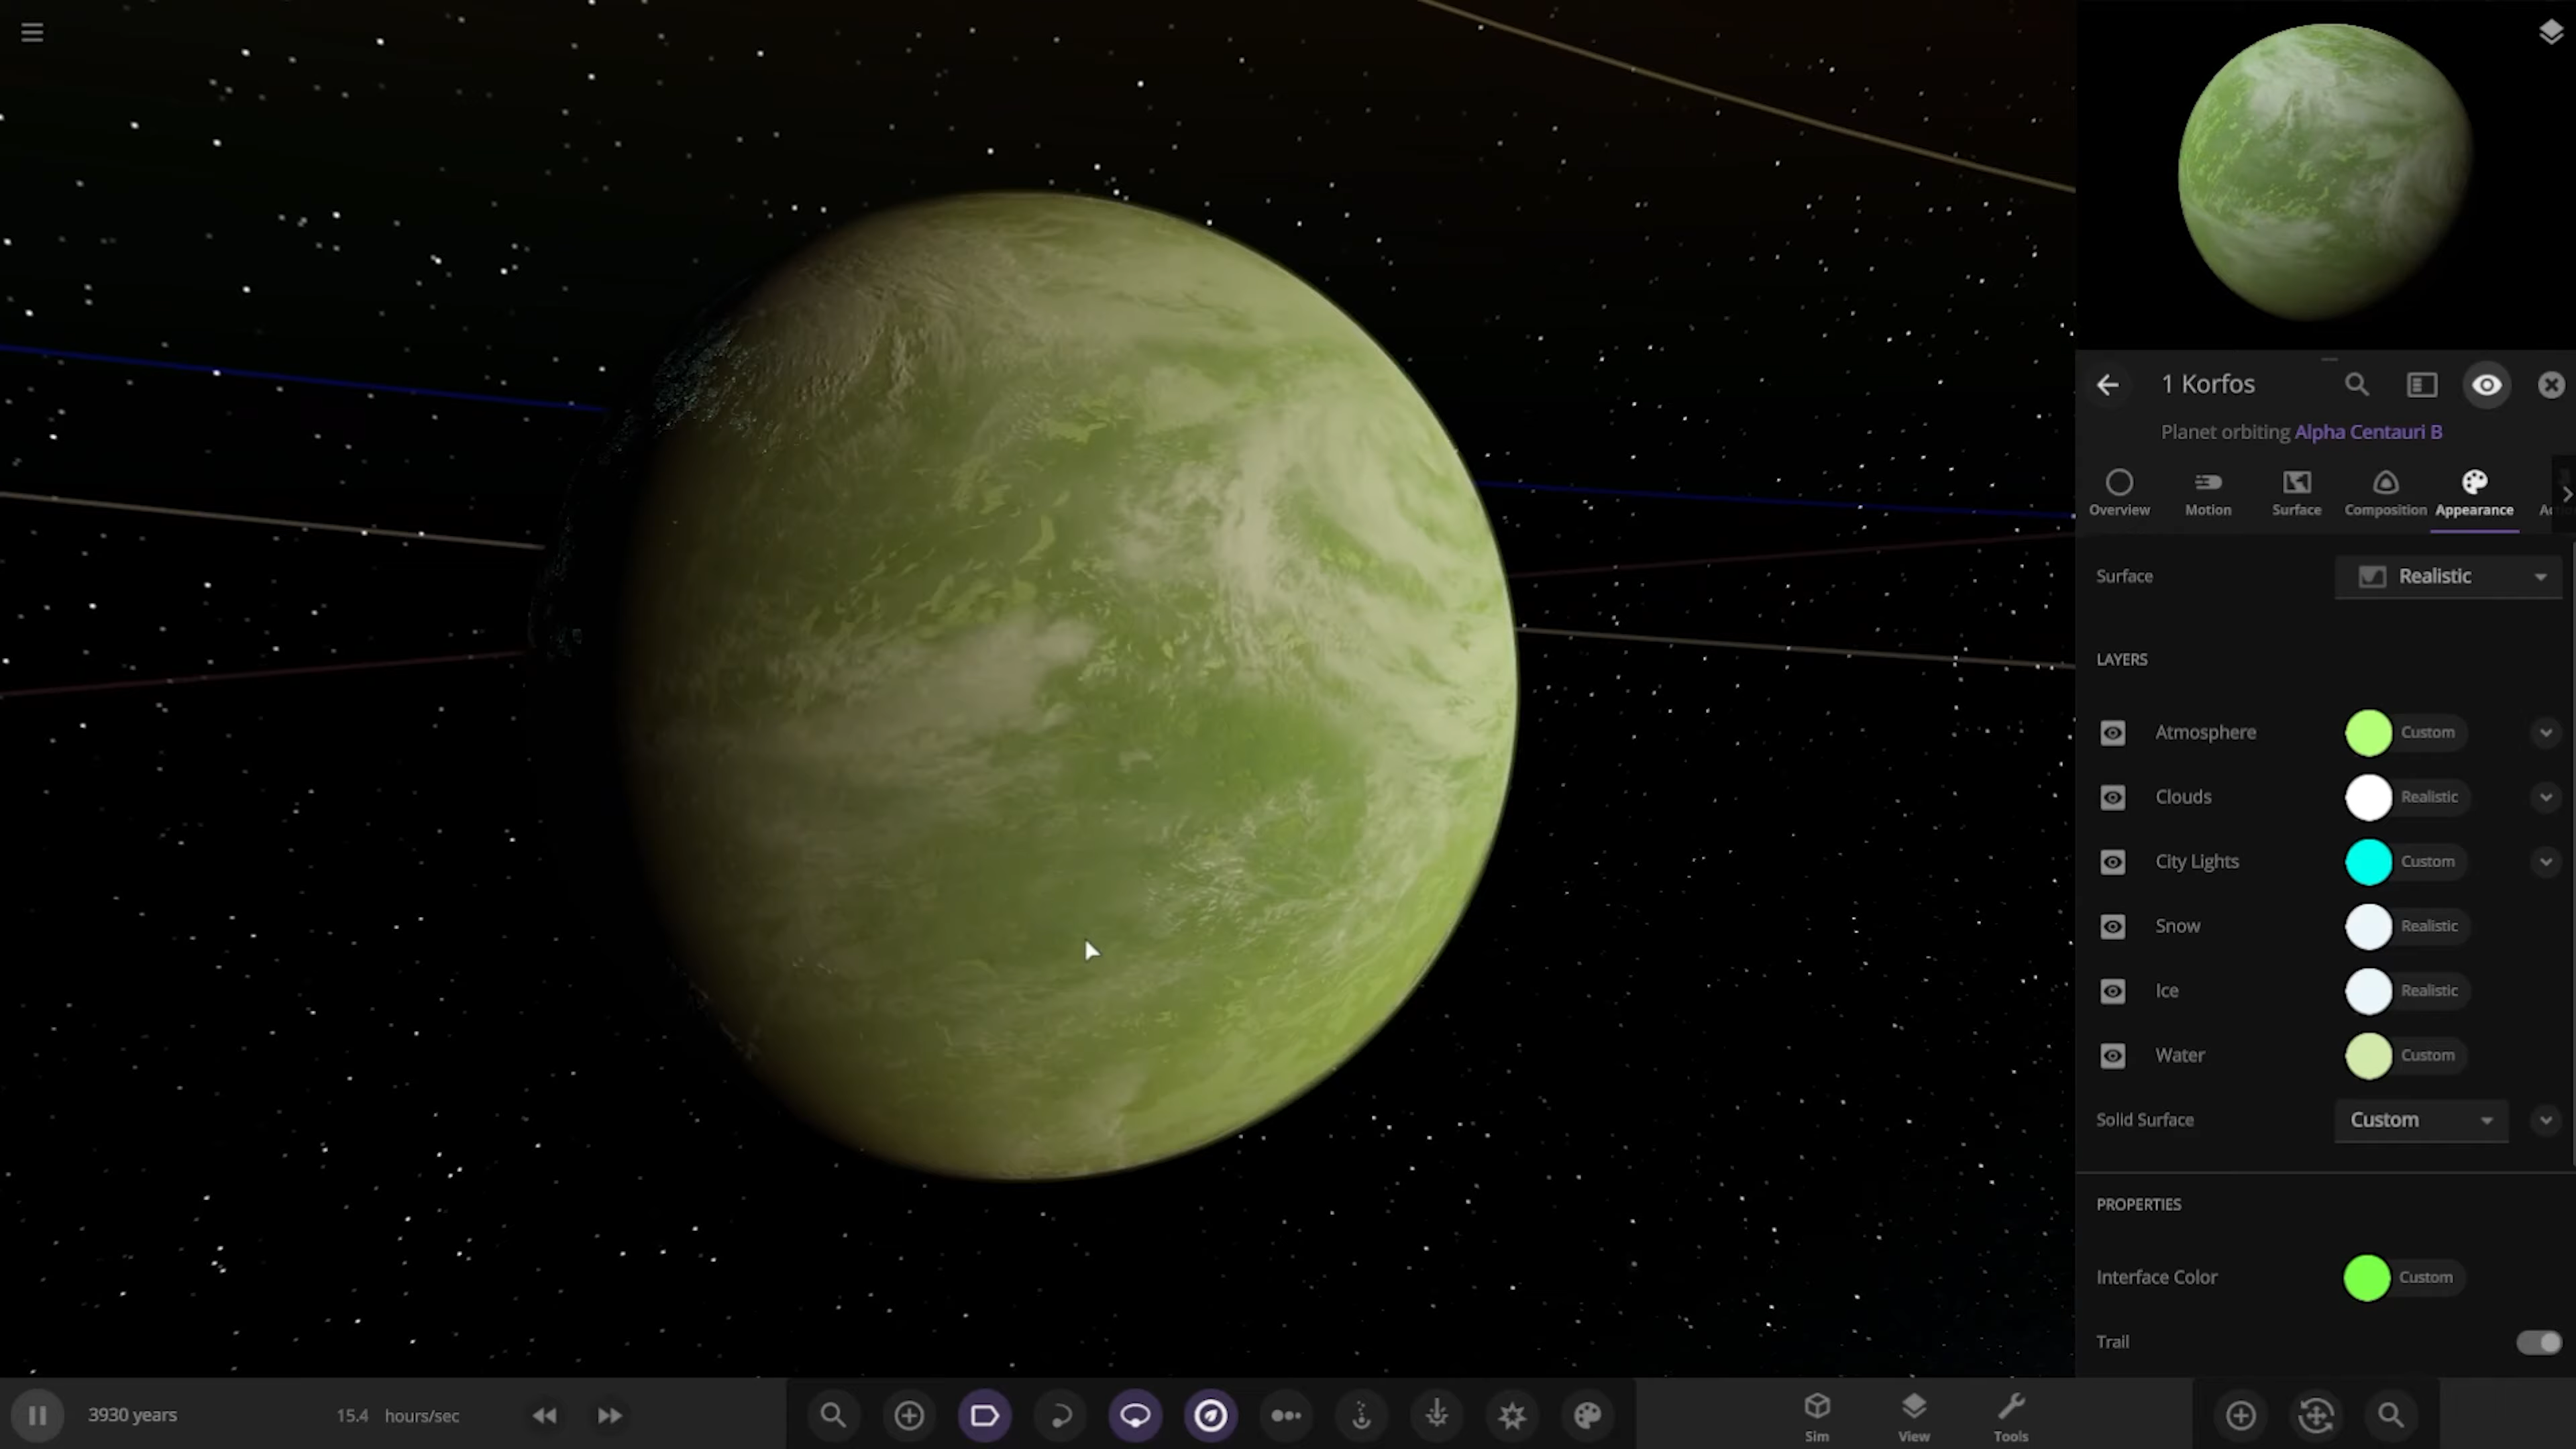 1 Korfos
Planet orbiting Alpha Centauri B
Overview
Motion
Surface
Composition
Appearance
Surface
Realistic
LAYERS
Atmosphere
Custom
Clouds
Realistic
City Lights
Custom
Snow
Realistic
Ice
Realistic
Water
Custom
Solid Surface
Custom
PROPERTIES
Interface Color
Custom
Trail
3930 years
15.4 hours/sec
Sim
View
Tools